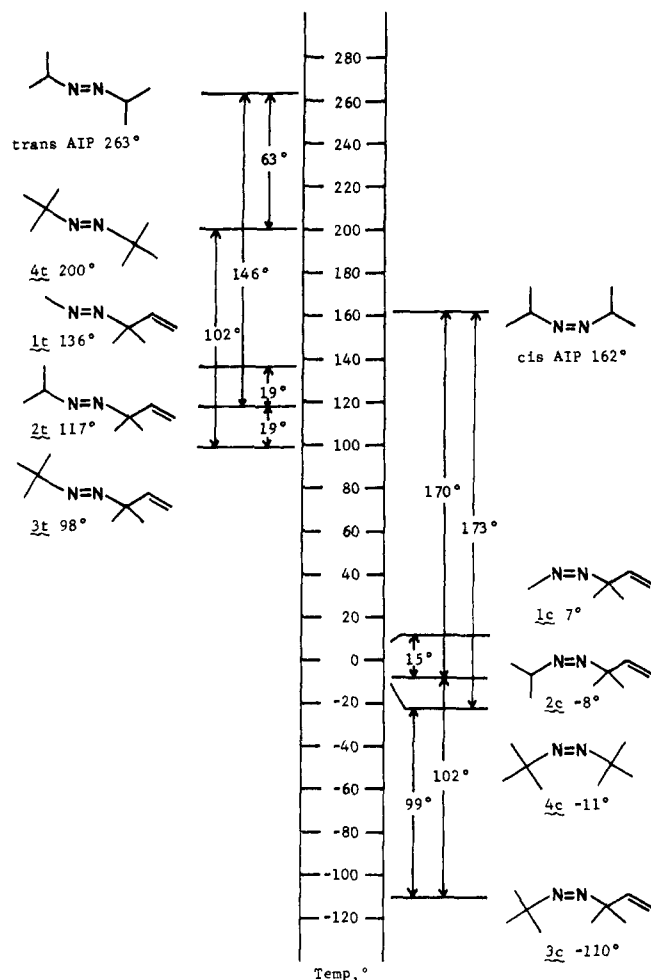 280
260
240
220
200
180
160
140
120
100
80
60
40
20
0
-20
-40
-60
-80
-100
-120
Temp,°
N=N
trans AIP 263°
N=N
4t 200°
N=N
1t 136°
N=N
2t 117°
N=N
3t 98°
63°
146°
102°
19°
19°
N=N
cis AIP 162°
170°
173°
N=N
1c 7°
15°
N=N
2c -8°
N=N
4c -11°
102°
99°
N=N
3c -110°